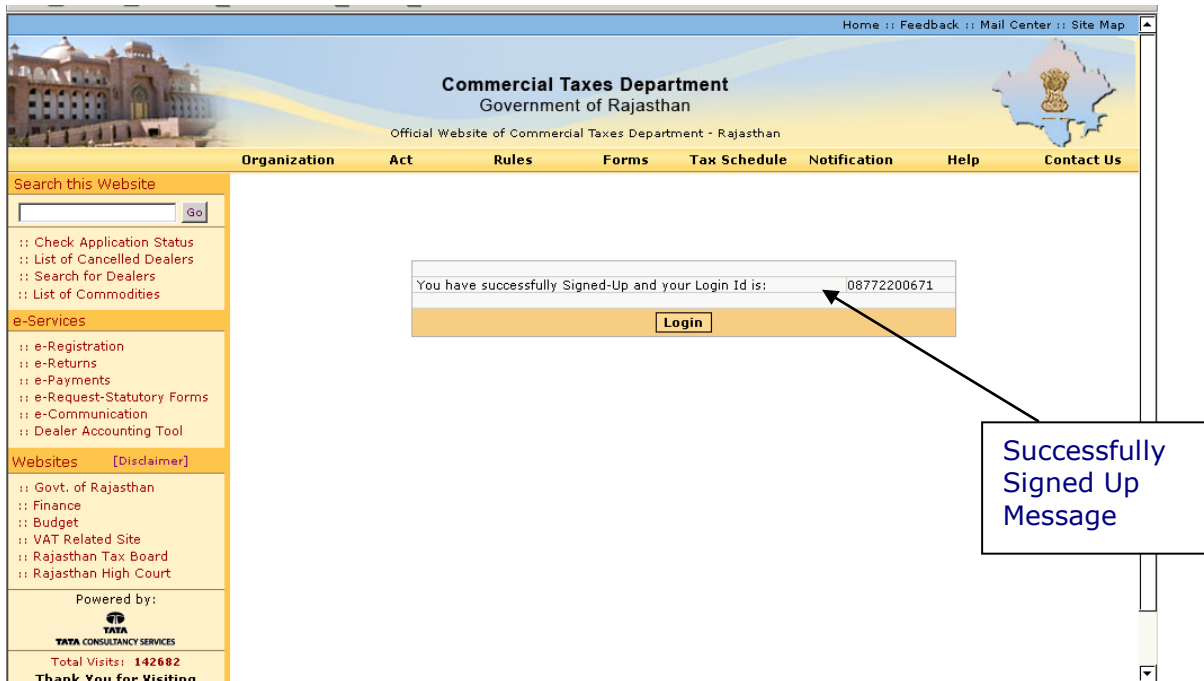 Home :: Feedback :: Mail Center :: Site Map
Commercial Taxes Department
Government of Rajasthan
Official Website of Commercial Taxes Department - Rajasthan
Organization Act Rules Forms Tax Schedule Notification Help Contact Us
Search this Website
Go
:: Check Application Status
:: List of Cancelled Dealers
:: Search for Dealers
:: List of Commodities
e-Services
:: e-Registration
:: e-Returns
:: e-Payments
:: e-Request-Statutory Forms
:: e-Communication
:: Dealer Accounting Tool
Websites [Disclaimer]
:: Govt. of Rajasthan
:: Finance
:: Budget
:: VAT Related Site
:: Rajasthan Tax Board
:: Rajasthan High Court
Powered by:
TATA
TATA CONSULTANCY SERVICES
Total Visits: 142682
Thank You for Visiting
You have successfully Signed-Up and your Login Id is: 08772200671
Login
Successfully
Signed Up
Message